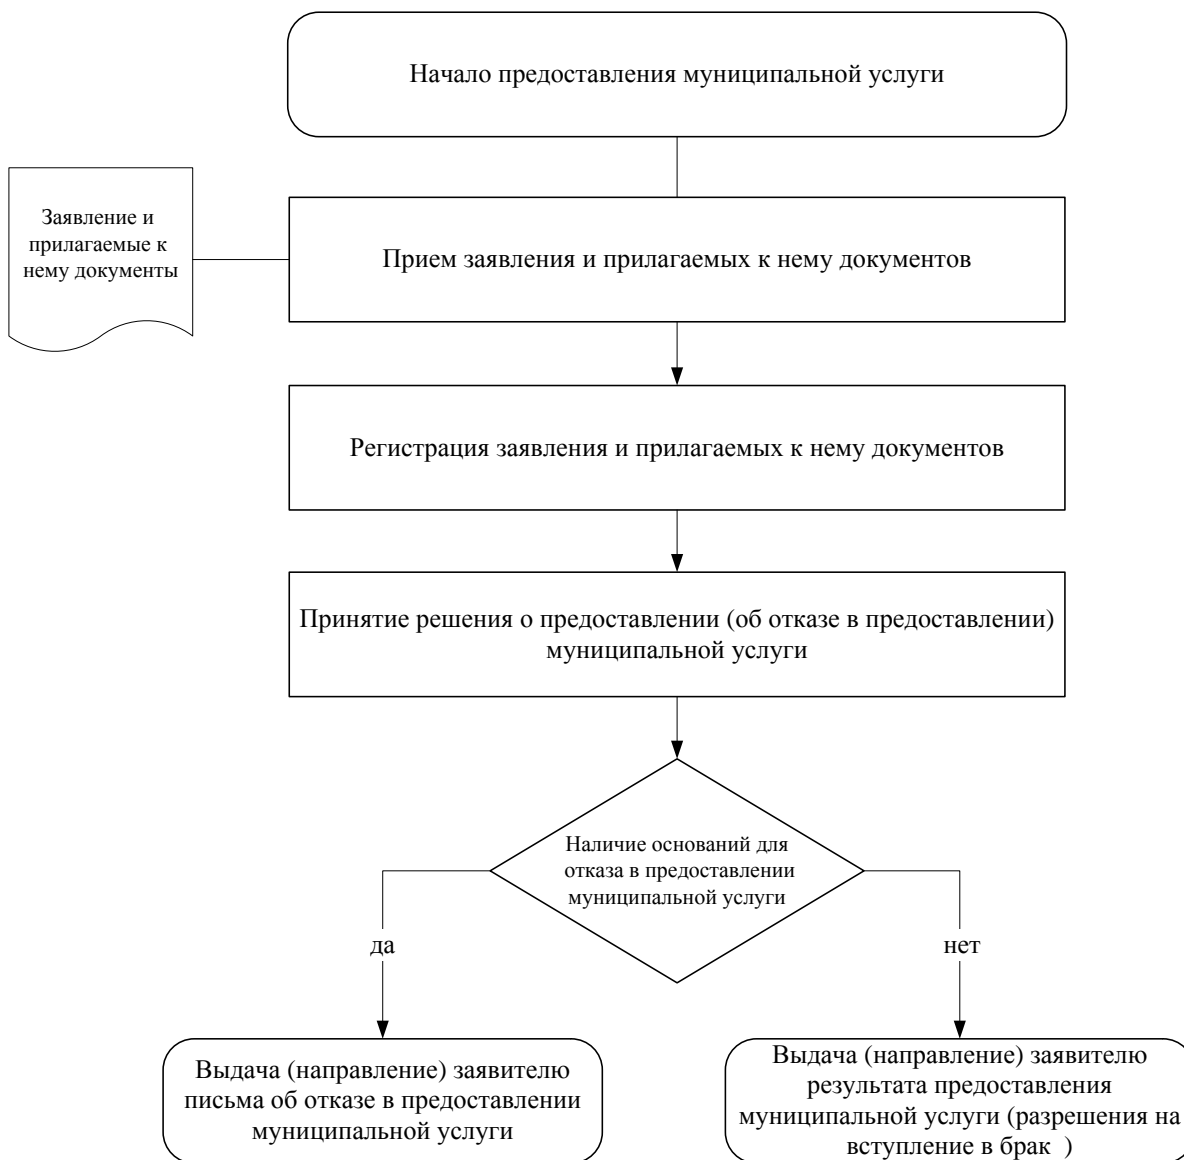 Начало предоставления муниципальной услуги
Заявление и
прилагаемые к
нему документы
Прием заявления и прилагаемых к нему документов
Регистрация заявления и прилагаемых к нему документов
Принятие решения о предоставлении (об отказе в предоставлении)
муниципальной услуги
Наличие оснований для
отказа в предоставлении
муниципальной услуги
да
нет
Выдача (направление) заявителю
письма об отказе в предоставлении
муниципальной услуги
Выдача (направление) заявителю
результата предоставления
муниципальной услуги (разрешения на
вступление в брак )